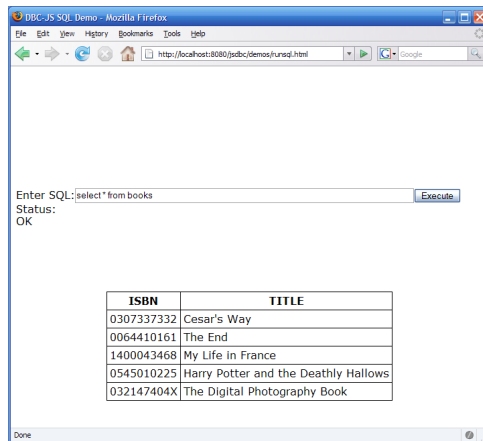 DBC-JS SQL Demo - Mozilla Firefox
File Edit View History Bookmarks Tools Help
http://localhost:8080/jsdbc/demos/runsql.html Google
Enter SQL: select * from books Execute
Status:
OK
ISBN TITLE
0307337332 Cesar's Way
0064410161 The End
1400043468 My Life in France
0545010225 Harry Potter and the Deathly Hallows
032147404X The Digital Photography Book
Done